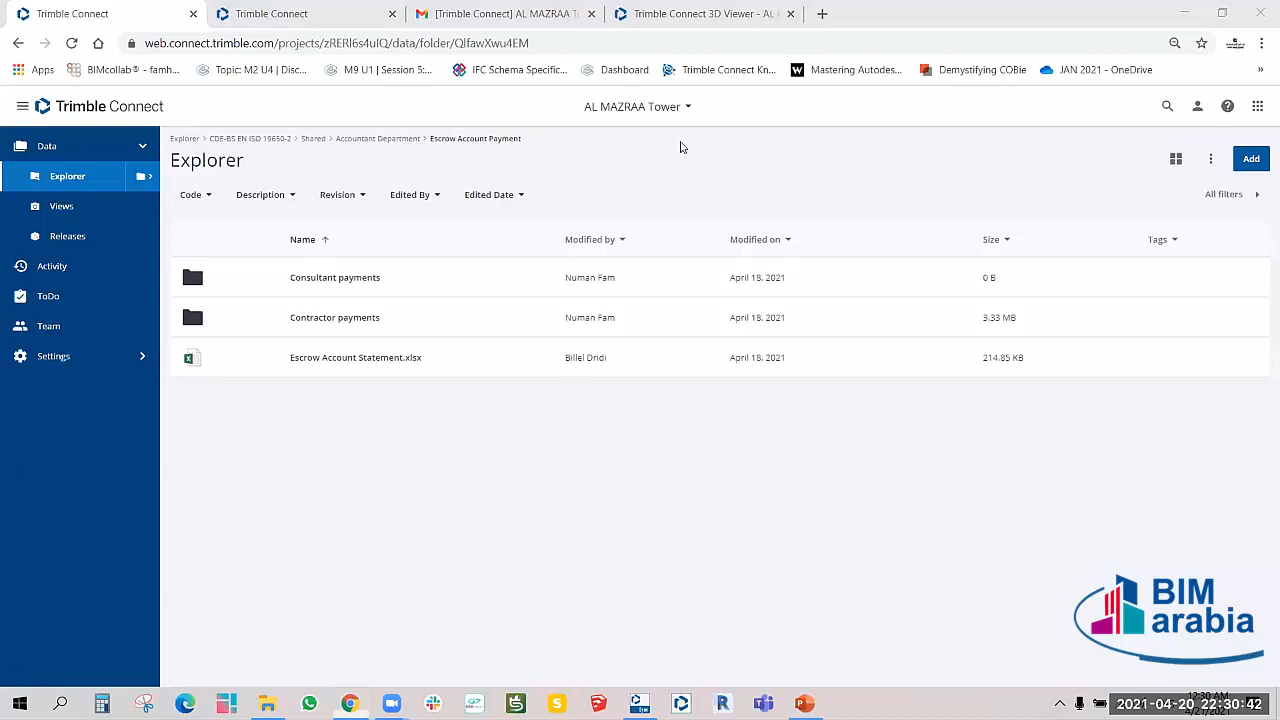 Trimble Connect
Trimble Connect
[Trimble Connect] AL MAZRAA T
Trimble Connect 3D Viewer - AL
web.connect.trimble.com/projects/zRERl6s4uIQ/data/folder/QlfawXwu4EM
Apps
BIMcollab® - famh...
Topic: M2 U4 | Disc...
M9 U1 | Session 5:...
IFC Schema Specific...
Dashboard
Trimble Connect Kn...
Mastering Autodes...
Demystifying COBie
JAN 2021 - OneDrive
Trimble Connect
AL MAZRAA Tower
Data
Explorer
Views
Releases
Activity
ToDo
Team
Settings
Explorer > CDE-BS EN ISO 19650-2 > Shared > Accountant Department > Escrow Account Payment
Explorer
Add
Code
Description
Revision
Edited By
Edited Date
All filters
Name
Modified by
Modified on
Size
Tags
Consultant payments
Numan Fam
April 18, 2021
0 B
Contractor payments
Numan Fam
April 18, 2021
3.33 MB
Escrow Account Statement.xlsx
Billel Dridi
April 18, 2021
214.85 KB
BIM
arabia
12:30 AM
2021-04-20 22:30:42